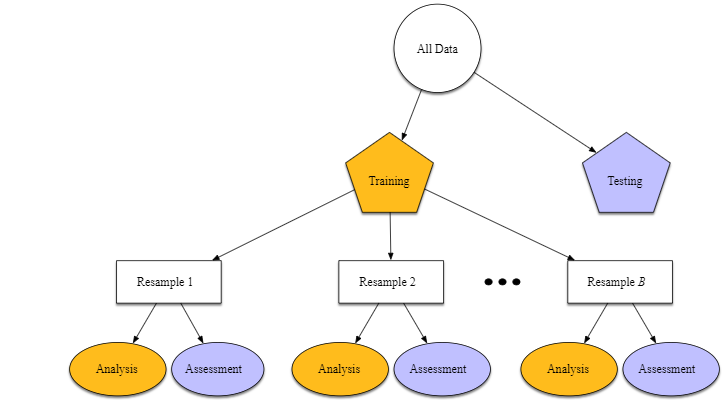 All Data
Training
Testing
Resample 1
Resample 2
Resample B
Analysis
Assessment
Analysis
Assessment
Analysis
Assessment